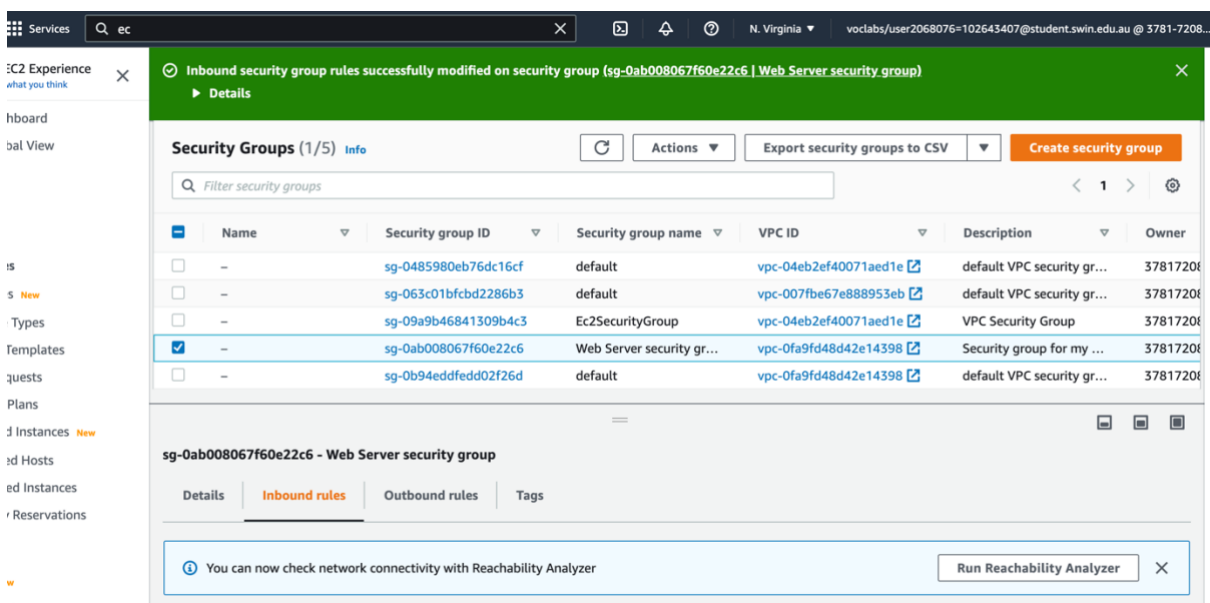 Services ec N. Virginia ▼ voclabs/user2068076=102643407@student.swin.edu.au @ 3781-7208...
EC2 Experience
what you think
hboard
bal View
es
s New
Types
Templates
quests
Plans
d Instances New
ed Hosts
ed Instances
y Reservations
w
Inbound security group rules successfully modified on security group (sg-0ab008067f60e22c6 | Web Server security group)
▶ Details
Security Groups (1/5) Info Actions ▼ Export security groups to CSV ▼ Create security group
Filter security groups < 1 >
Name Security group ID Security group name VPC ID Description Owner
– sg-0485980eb76dc16cf default vpc-04eb2ef40071aed1e default VPC security gr... 37817208
– sg-063c01bfcbd2286b3 default vpc-007fbe67e888953eb default VPC security gr... 37817208
– sg-09a9b46841309b4c3 Ec2SecurityGroup vpc-04eb2ef40071aed1e VPC Security Group 37817208
– sg-0ab008067f60e22c6 Web Server security gr... vpc-0fa9fd48d42e14398 Security group for my ... 37817208
– sg-0b94eddfedd02f26d default vpc-0fa9fd48d42e14398 default VPC security gr... 37817208
sg-0ab008067f60e22c6 - Web Server security group
Details Inbound rules Outbound rules Tags
You can now check network connectivity with Reachability Analyzer Run Reachability Analyzer